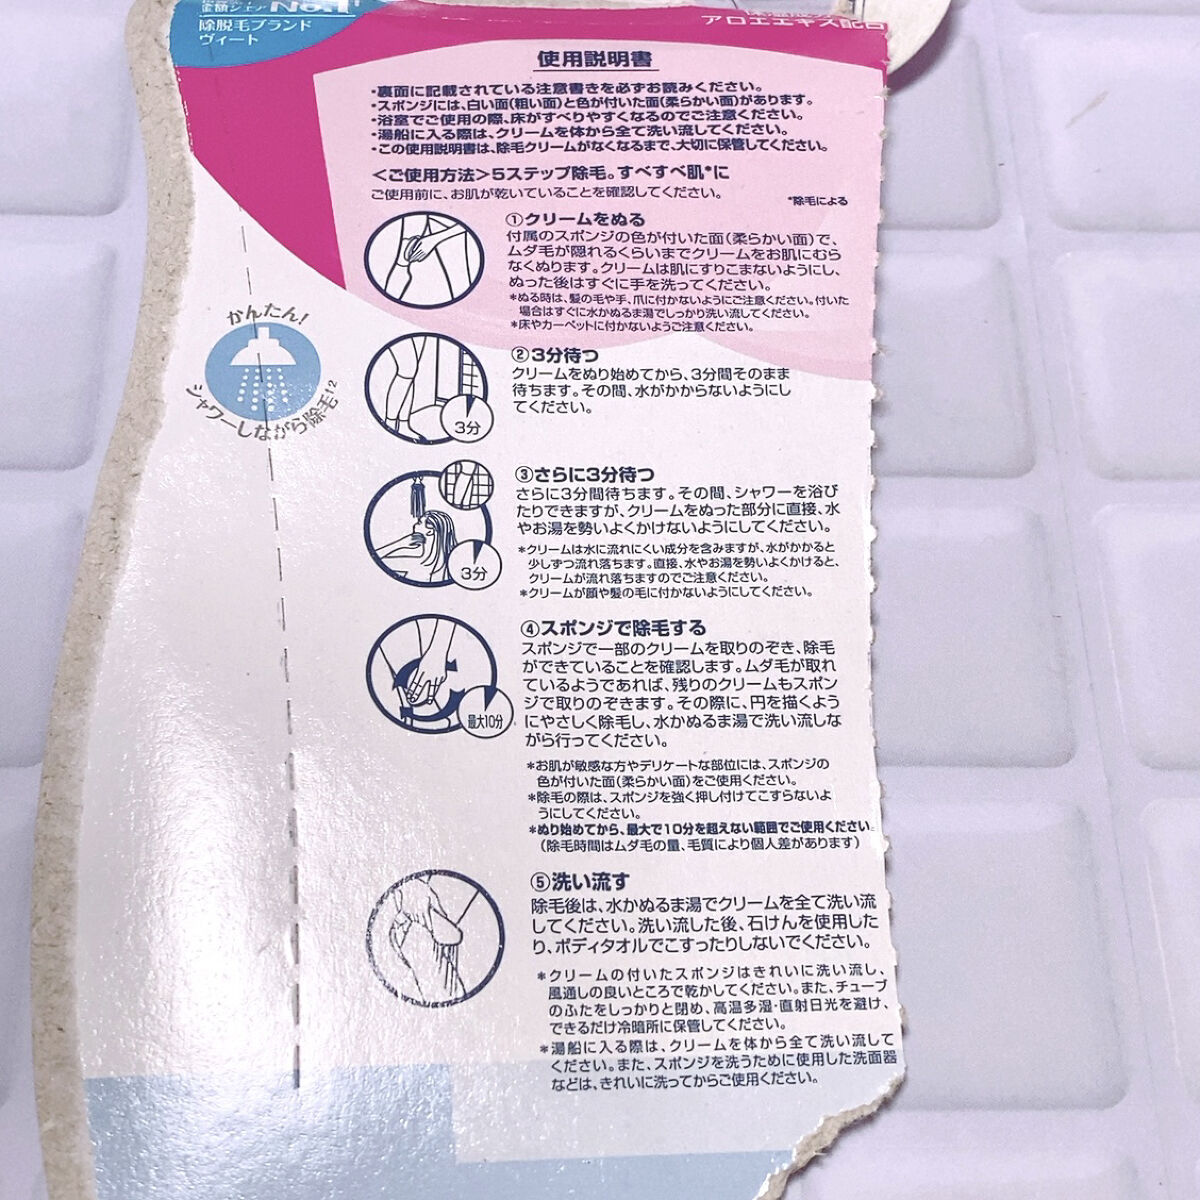 金額シェア No.1
除脱毛ブランド
ヴィート
アロエエキス配合
使用説明書
・裏面に記載されている注意書きを必ずお読みください。
・スポンジには、白い面(粗い面)と色が付いた面(柔らかい面)があります。
・浴室でご使用の際、床がすべりやすくなるのでご注意ください。
・湯船に入る際は、クリームを体から全て洗い流してください。
・この使用説明書は、除毛クリームがなくなるまで、大切に保管してください。
＜ご使用方法＞5ステップ除毛。すべすべ肌*に
ご使用前に、お肌が乾いていることを確認してください。
*除毛による
①クリームをぬる
付属のスポンジの色が付いた面(柔らかい面)で、
ムダ毛が隠れるくらいまでクリームをお肌にむら
なくぬります。クリームは肌にすりこまないようにし、
ぬった後はすぐに手を洗ってください。
*ぬる時は、髪の毛や手、爪に付かないようにご注意ください。付いた
場合はすぐに水かぬるま湯でしっかり洗い流してください。
*床やカーペットに付かないようご注意ください。
かんたん!
シャワーしながら除毛!2
②3分待つ
クリームをぬり始めてから、3分間そのまま
待ちます。その間、水がかからないようにし
てください。
3分
③さらに3分待つ
さらに3分間待ちます。その間、シャワーを浴び
たりできますが、クリームをぬった部分に直接、水
やお湯を勢いよくかけないようにしてください。
*クリームは水に流れにくい成分を含みますが、水がかかると
少しずつ流れ落ちます。直接、水やお湯を勢いよくかけると、
クリームが流れ落ちますのでご注意ください。
*クリームが顔や髪の毛に付かないようにしてください。
3分
④スポンジで除毛する
スポンジで一部のクリームを取りのぞき、除毛
ができていることを確認します。ムダ毛が取れ
ているようであれば、残りのクリームもスポン
ジで取りのぞきます。その際に、円を描くよう
にやさしく除毛し、水かぬるま湯で洗い流しな
がら行ってください。
最大10分
*お肌が敏感な方やデリケートな部位には、スポンジの
色が付いた面(柔らかい面)をご使用ください。
*除毛の際は、スポンジを強く押し付けてこすらないよ
うにしてください。
*ぬり始めてから、最大で10分を超えない範囲でご使用ください。
(除毛時間はムダ毛の量、毛質により個人差があります)
⑤洗い流す
除毛後は、水かぬるま湯でクリームを全て洗い流
してください。洗い流した後、石けんを使用した
り、ボディタオルでこすったりしないでください。
*クリームの付いたスポンジはきれいに洗い流し、
風通しの良いところで乾かしてください。また、チューブ
のふたをしっかりと閉め、高温多湿・直射日光を避け、
できるだけ冷暗所に保管してください。
*湯船に入る際は、クリームを体から全て洗い流して
ください。また、スポンジを洗うために使用した洗面器
などは、きれいに洗ってからご使用ください。